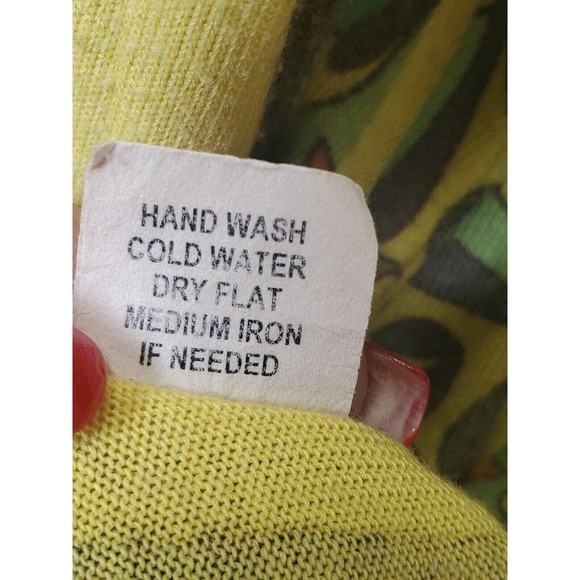 HAND WASH
COLD WATER
DRY FLAT
MEDIUM IRON
IF NEEDED